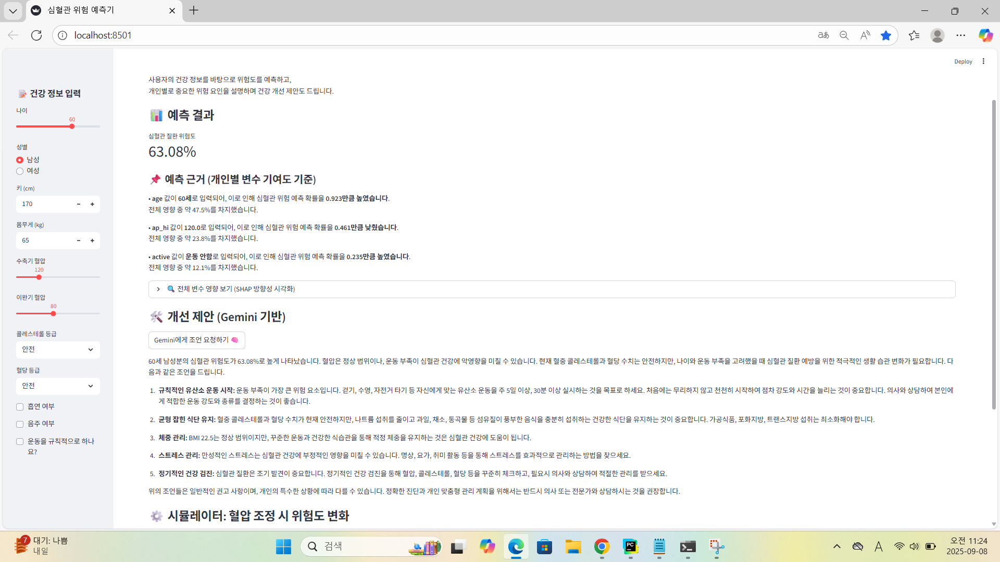 심혈관 위험 예측기
localhost:8501
Deploy
건강 정보 입력
나이
60
성별
남성
여성
키 (cm)
170
몸무게 (kg)
65
수축기 혈압
120
이완기 혈압
80
콜레스테롤 등급
안전
혈당 등급
안전
흡연 여부
음주 여부
운동을 규칙적으로 하나
요?
사용자의 건강 정보를 바탕으로 위험도를 예측하고,
개인별로 중요한 위험 요인을 설명하며 건강 개선 제안도 드립니다.
예측 결과
심혈관 질환 위험도
63.08%
예측 근거 (개인별 변수 기여도 기준)
• age 값이 60세로 입력되어, 이로 인해 심혈관 위험 예측 확률을 0.923만큼 높였습니다.
전체 영향 중 약 47.5%를 차지했습니다.
• ap_hi 값이 120.0로 입력되어, 이로 인해 심혈관 위험 예측 확률을 0.461만큼 낮췄습니다.
전체 영향 중 약 23.8%를 차지했습니다.
• active 값이 운동 안함로 입력되어, 이로 인해 심혈관 위험 예측 확률을 0.235만큼 높였습니다.
전체 영향 중 약 12.1%를 차지했습니다.
전체 변수 영향 보기 (SHAP 방향성 시각화)
개선 제안 (Gemini 기반)
Gemini에게 조언 요청하기
60세 남성분의 심혈관 위험도가 63.08%로 높게 나타났습니다. 혈압은 정상 범위이나, 운동 부족이 심혈관 건강에 악영향을 미칠 수 있습니다. 현재 혈중 콜레스테롤과 혈당 수치는 안전하지만, 나이와 운동 부족을 고려했을 때 심혈관 질환 예방을 위한 적극적인 생활 습관 변화가 필요합니다. 다
음과 같은 조언을 드립니다.
1. 규칙적인 유산소 운동 시작: 운동 부족이 가장 큰 위험 요소입니다. 걷기, 수영, 자전거 타기 등 자신에게 맞는 유산소 운동을 주 5일 이상, 30분 이상 실시하는 것을 목표로 하세요. 처음에는 무리하지 않고 천천히 시작하여 점차 강도와 시간을 늘리는 것이 중요합니다. 의사와 상담하여 본인에
게 적합한 운동 강도와 종류를 결정하는 것이 좋습니다.
2. 균형 잡힌 식단 유지: 혈중 콜레스테롤과 혈당 수치가 현재 안전하지만, 나트륨 섭취를 줄이고 과일, 채소, 통곡물 등 섬유질이 풍부한 음식을 충분히 섭취하는 건강한 식단을 유지하는 것이 중요합니다. 가공식품, 포화지방, 트랜스지방 섭취는 최소화해야 합니다.
3. 체중 관리: BMI 22.5는 정상 범위이지만, 꾸준한 운동과 건강한 식습관을 통해 적정 체중을 유지하는 것은 심혈관 건강에 도움이 됩니다.
4. 스트레스 관리: 만성적인 스트레스는 심혈관 건강에 부정적인 영향을 미칠 수 있습니다. 명상, 요가, 취미 활동 등을 통해 스트레스를 효과적으로 관리하는 방법을 찾으세요.
5. 정기적인 건강 검진: 심혈관 질환은 조기 발견이 중요합니다. 정기적인 건강 검진을 통해 혈압, 콜레스테롤, 혈당 등을 꾸준히 체크하고, 필요시 의사와 상담하여 적절한 관리를 받으세요.
위의 조언들은 일반적인 권고 사항이며, 개인의 특수한 상황에 따라 다를 수 있습니다. 정확한 진단과 개인 맞춤형 관리 계획을 위해서는 반드시 의사 또는 전문가와 상담하시는 것을 권장합니다.
시뮬레이터: 혈압 조정 시 위험도 변화
7
대기: 나쁨
내일
검색
PC
A
오전 11:24
2025-09-08